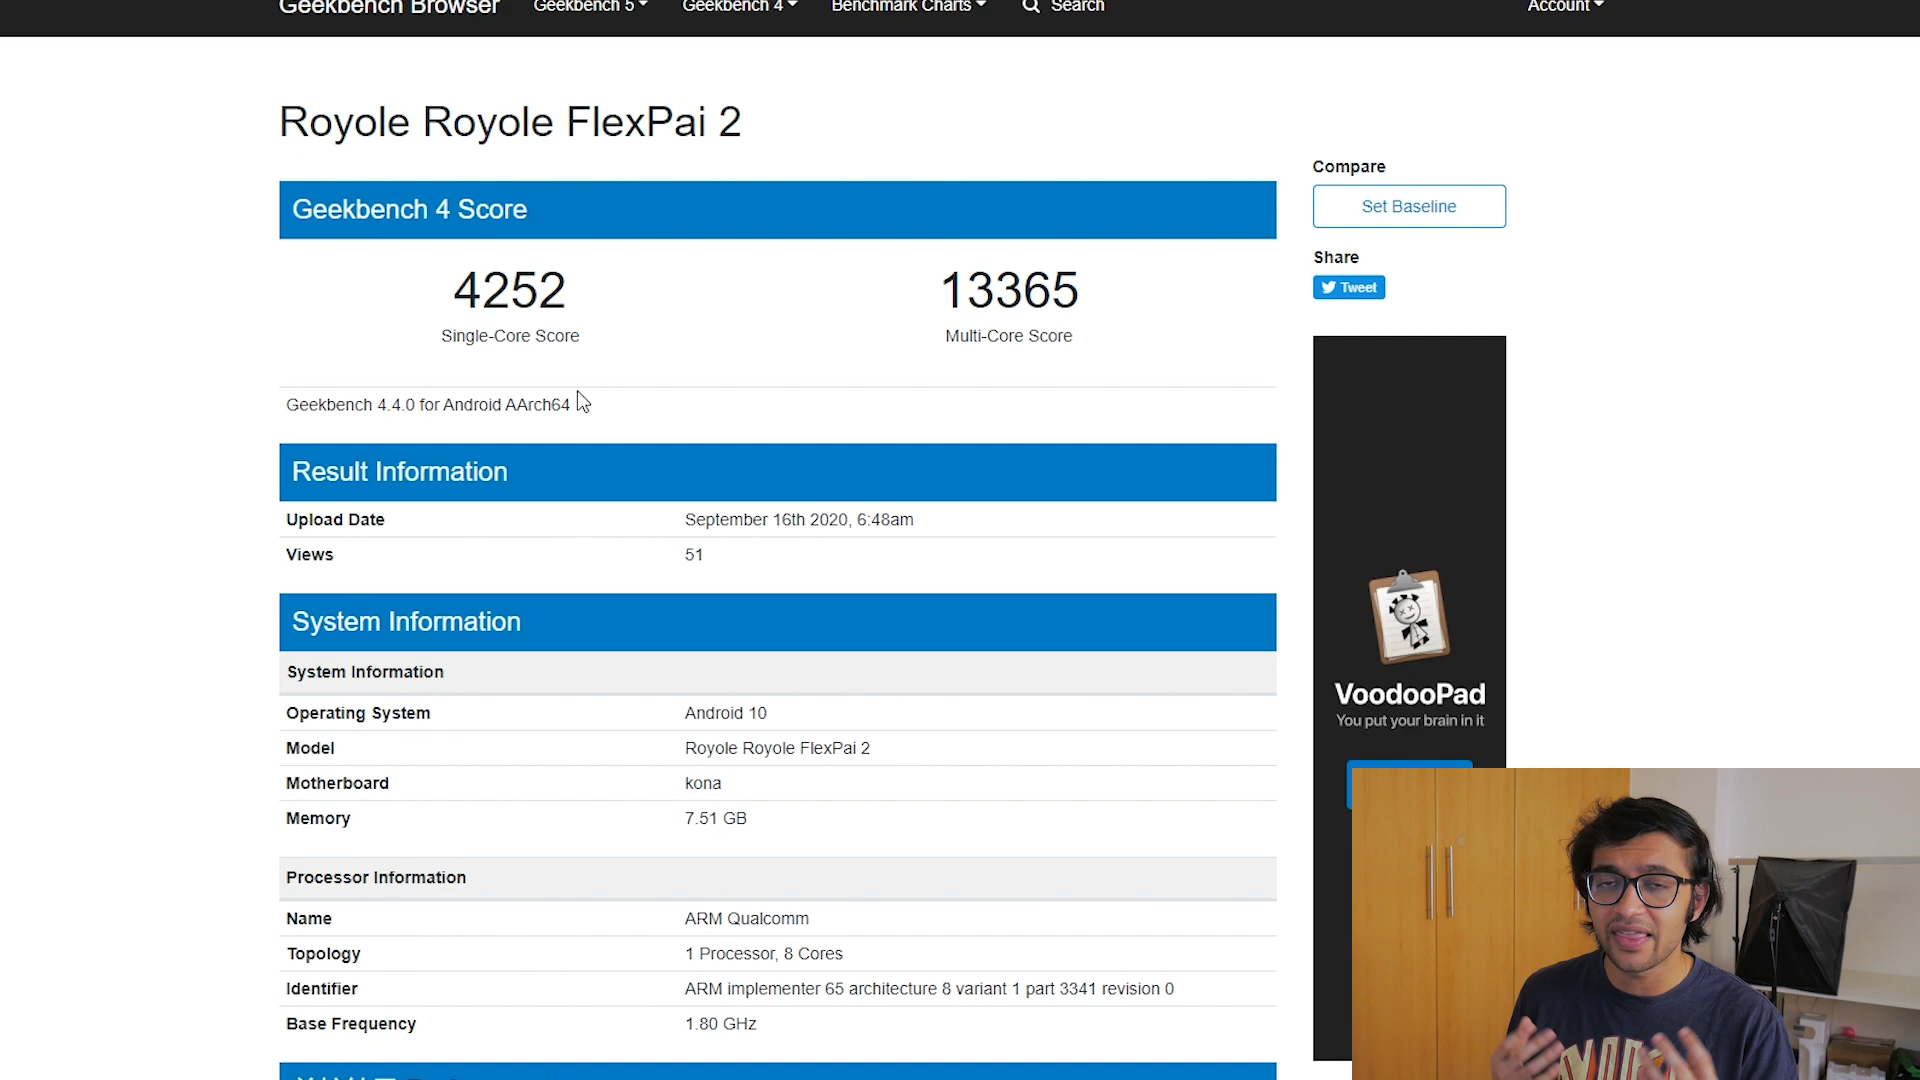 Geekbench Browser Geekbench 5 Geekbench 4 Benchmark Charts Search Account
Royole Royole FlexPai 2
Geekbench 4 Score
4252 13365
Single-Core Score Multi-Core Score
Geekbench 4.4.0 for Android AArch64
Result Information
Upload Date September 16th 2020, 6:48am
Views 51
System Information
System Information
Operating System Android 10
Model Royole Royole FlexPai 2
Motherboard kona
Memory 7.51 GB
Processor Information
Name ARM Qualcomm
Topology 1 Processor, 8 Cores
Identifier ARM implementer 65 architecture 8 variant 1 part 3341 revision 0
Base Frequency 1.80 GHz
Compare
Set Baseline
Share
Tweet
VoodooPad
You put your brain in it